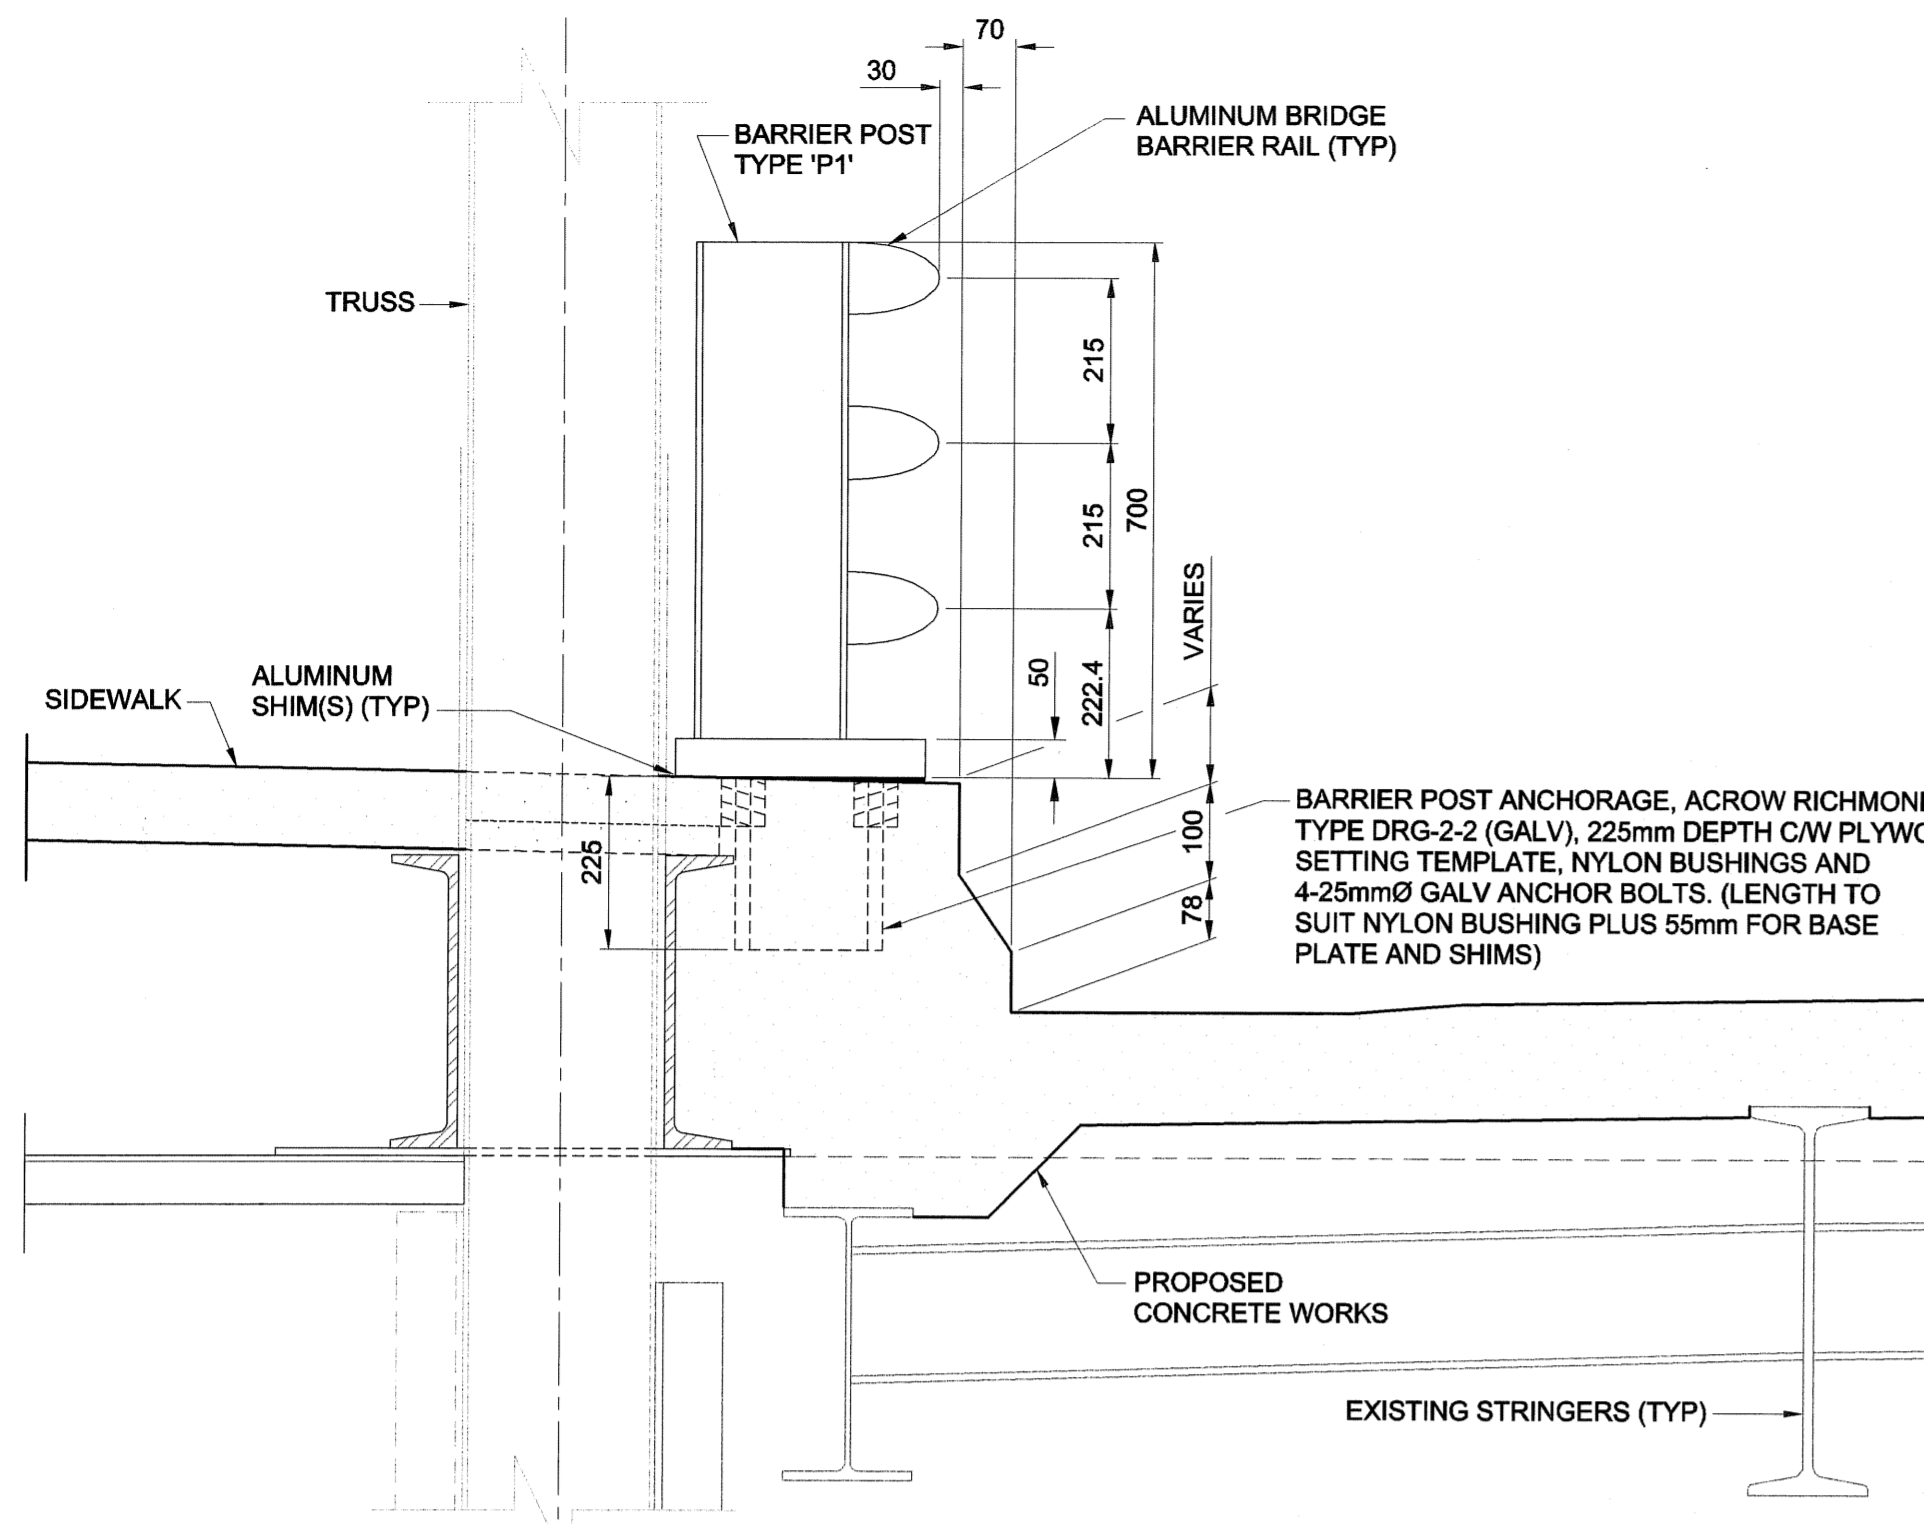 70
30
BARRIER POST
TYPE 'P1'
ALUMINUM BRIDGE
BARRIER RAIL (TYP)
TRUSS
215
215
700
VARIES
ALUMINUM
SHIM(S) (TYP)
SIDEWALK
50
222.4
225
100
78
BARRIER POST ANCHORAGE, ACROW RICHMOND
TYPE DRG-2-2 (GALV), 225mm DEPTH C/W PLYWO
SETTING TEMPLATE, NYLON BUSHINGS AND
4-25mmØ GALV ANCHOR BOLTS. (LENGTH TO
SUIT NYLON BUSHING PLUS 55mm FOR BASE
PLATE AND SHIMS)
PROPOSED
CONCRETE WORKS
EXISTING STRINGERS (TYP)